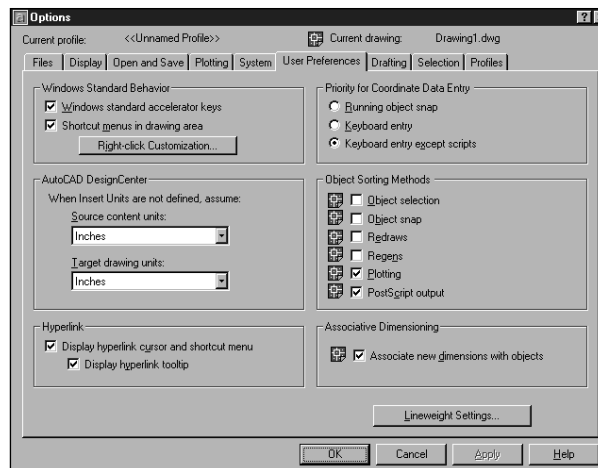 Options
Current profile: <<Unnamed Profile>> Current drawing: Drawing1.dwg
Files Display Open and Save Plotting System User Preferences Drafting Selection Profiles
Windows Standard Behavior
Windows standard accelerator keys
Shortcut menus in drawing area
Right-click Customization...
Priority for Coordinate Data Entry
Running object snap
Keyboard entry
Keyboard entry except scripts
AutoCAD DesignCenter
When Insert Units are not defined, assume:
Source content units:
Inches
Target drawing units:
Inches
Object Sorting Methods
Object selection
Object snap
Redraws
Regens
Plotting
PostScript output
Hyperlink
Display hyperlink cursor and shortcut menu
Display hyperlink tooltip
Associative Dimensioning
Associate new dimensions with objects
Lineweight Settings...
OK Cancel Apply Help